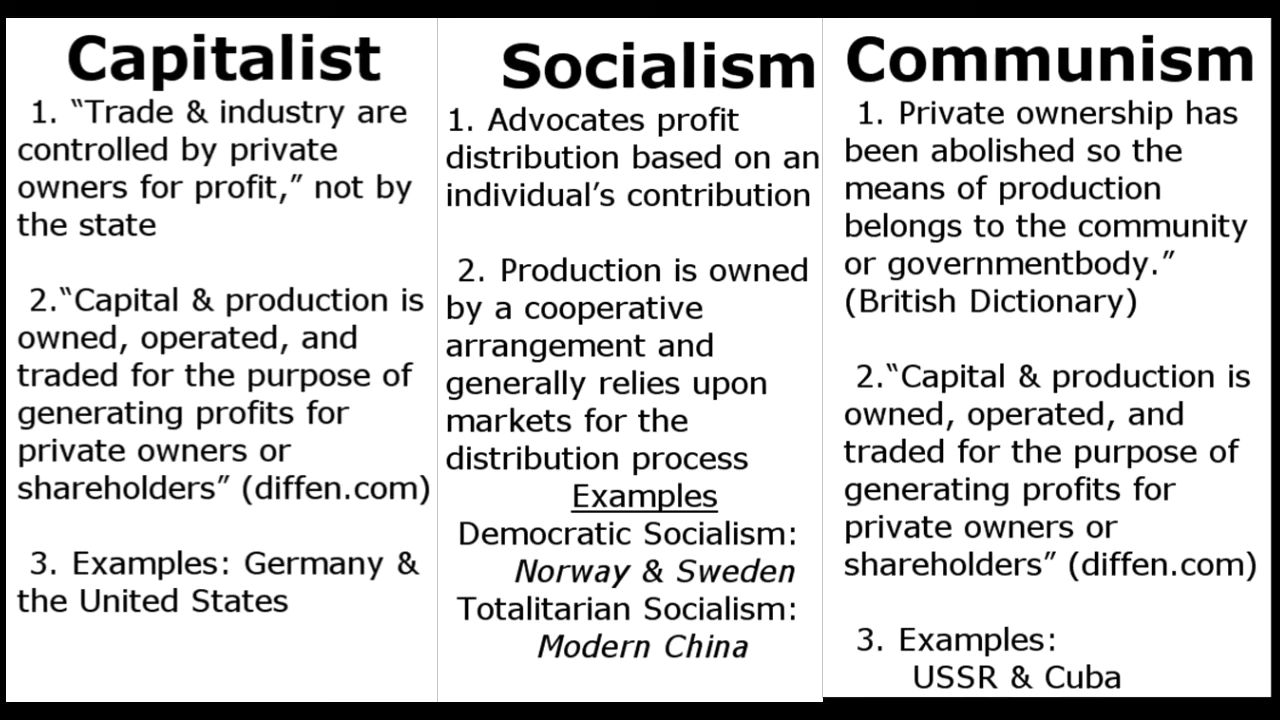 Capitalist
1. “Trade & industry are
controlled by private
owners for profit,” not by
the state
2.“Capital & production is
owned, operated, and
traded for the purpose of
generating profits for
private owners or
shareholders” (diffen.com)
3. Examples: Germany &
the United States
Socialism
1. Advocates profit
distribution based on an
individual’s contribution
2. Production is owned
by a cooperative
arrangement and
generally relies upon
markets for the
distribution process
Examples
Democratic Socialism:
Norway & Sweden
Totalitarian Socialism:
Modern China
Communism
1. Private ownership has
been abolished so the
means of production
belongs to the community
or governmentbody.”
(British Dictionary)
2.“Capital & production is
owned, operated, and
traded for the purpose of
generating profits for
private owners or
shareholders” (diffen.com)
3. Examples:
USSR & Cuba